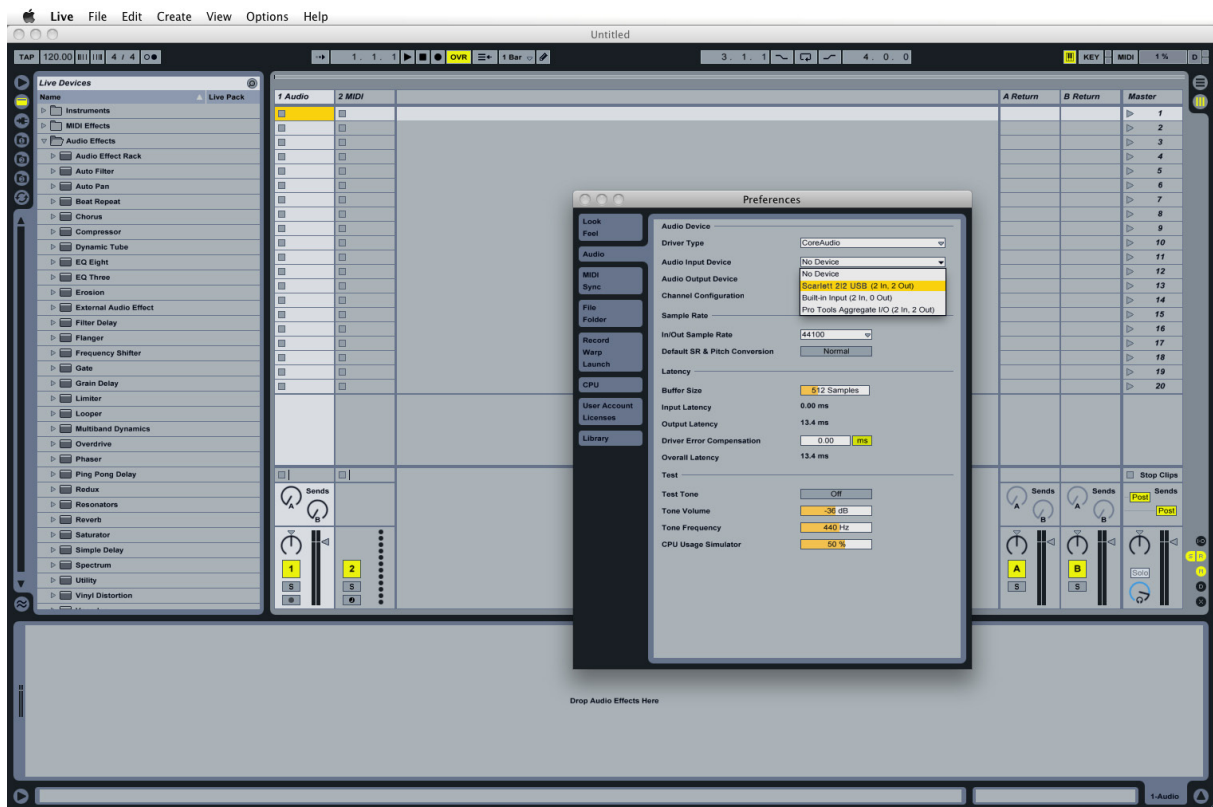 Live File Edit Create View Options Help
Untitled
TAP 120.00 4 / 4 1. 1. 1 OVR 1 Bar 3. 1. 1 4. 0. 0 KEY MIDI 1 % D
Live Devices
Name Live Pack
Instruments
MIDI Effects
Audio Effects
Audio Effect Rack
Auto Filter
Auto Pan
Beat Repeat
Chorus
Compressor
Dynamic Tube
EQ Eight
EQ Three
Erosion
External Audio Effect
Filter Delay
Flanger
Frequency Shifter
Gate
Grain Delay
Limiter
Looper
Multiband Dynamics
Overdrive
Phaser
Ping Pong Delay
Redux
Resonators
Reverb
Saturator
Simple Delay
Spectrum
Utility
Vinyl Distortion
1 Audio 2 MIDI A Return B Return Master
1
2
3
4
5
6
7
8
9
10
11
12
13
14
15
16
17
18
19
20
Stop Clips
Sends Sends Sends Sends
A A A Post
B B B Post
1 2 A B Solo
S S S S
Preferences
Look
Feel
Audio
MIDI
Sync
File
Folder
Record
Warp
Launch
CPU
User Account
Licenses
Library
Audio Device
Driver Type CoreAudio
Audio Input Device No Device
No Device
Scarlett 2i2 USB (2 In, 2 Out)
Built-in Input (2 In, 0 Out)
Pro Tools Aggregate I/O (2 In, 2 Out)
Audio Output Device
Channel Configuration
Sample Rate
In/Out Sample Rate 44100
Default SR & Pitch Conversion Normal
Latency
Buffer Size 512 Samples
Input Latency 0.00 ms
Output Latency 13.4 ms
Driver Error Compensation 0.00 ms
Overall Latency 13.4 ms
Test
Test Tone Off
Tone Volume -36 dB
Tone Frequency 440 Hz
CPU Usage Simulator 50 %
Drop Audio Effects Here
1-Audio